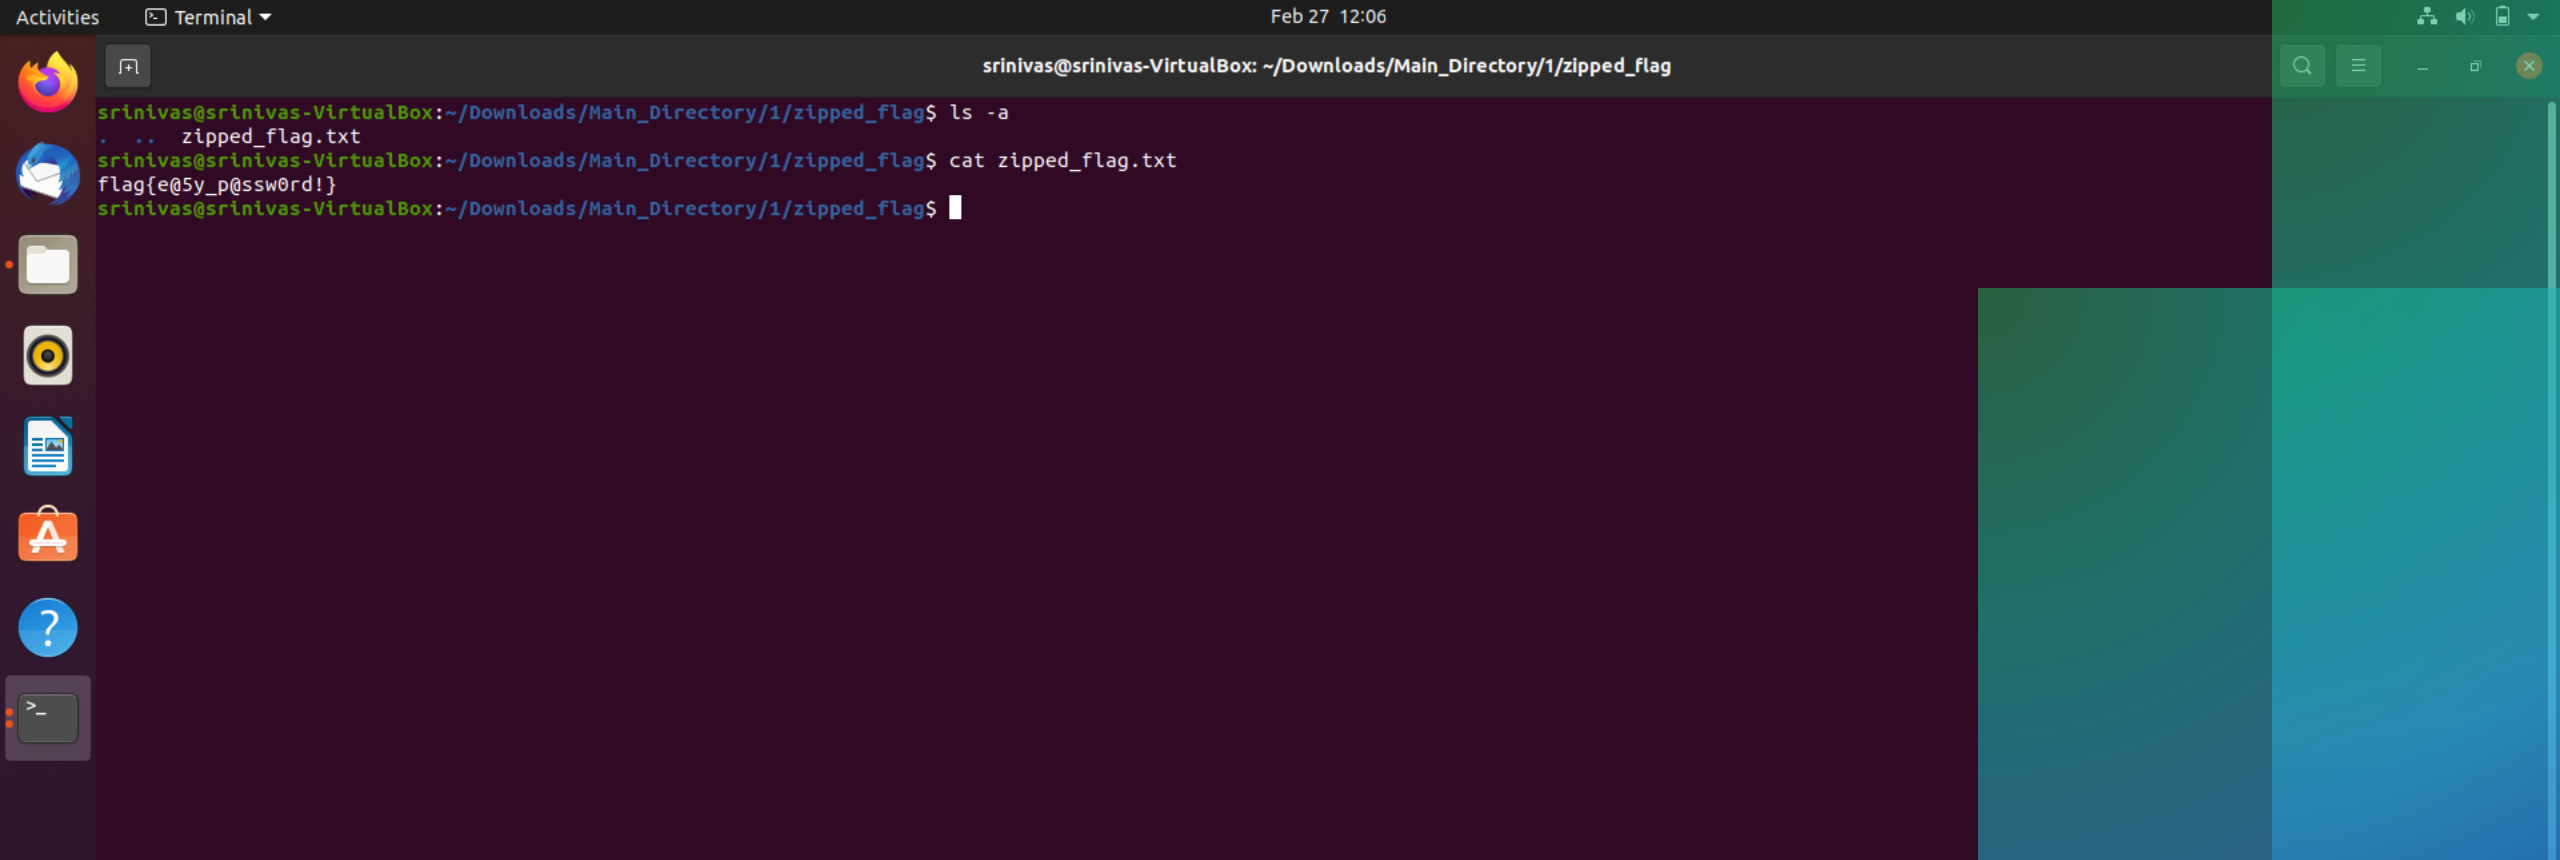 Activities Terminal Feb 27 12:06
srinivas@srinivas-VirtualBox: ~/Downloads/Main_Directory/1/zipped_flag
srinivas@srinivas-VirtualBox:~/Downloads/Main_Directory/1/zipped_flag$ ls -a
. .. zipped_flag.txt
srinivas@srinivas-VirtualBox:~/Downloads/Main_Directory/1/zipped_flag$ cat zipped_flag.txt
flag{e@5y_p@ssw0rd!}
srinivas@srinivas-VirtualBox:~/Downloads/Main_Directory/1/zipped_flag$